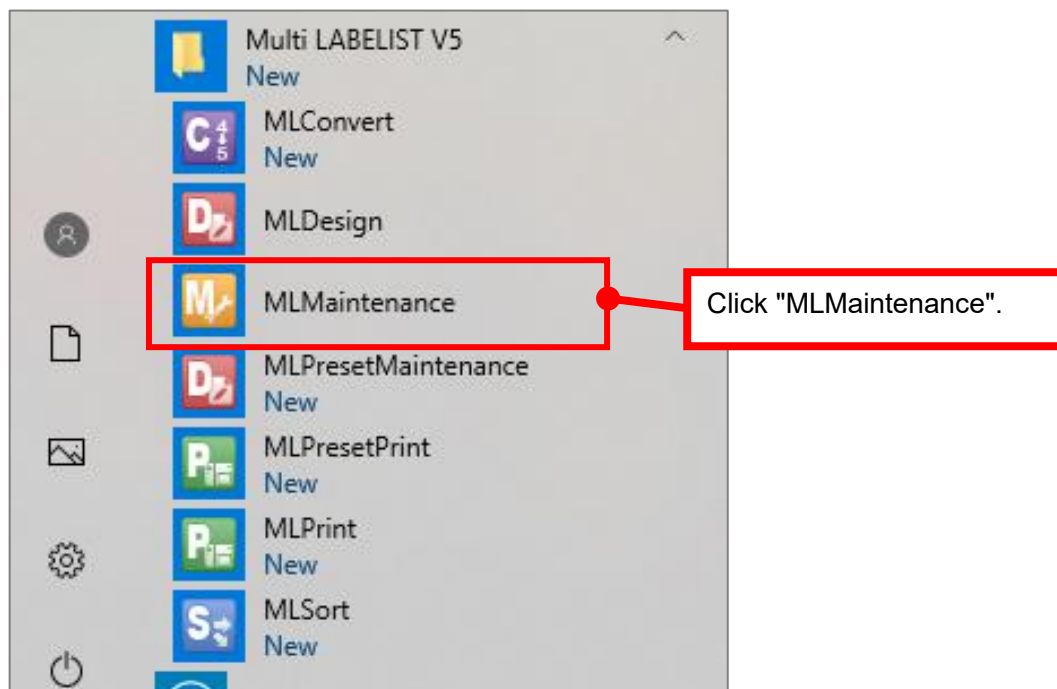 Multi LABELIST V5
New
MLConvert
New
MLDesign
MLMaintenance
Click "MLMaintenance".
MLPresetMaintenance
New
MLPresetPrint
New
MLPrint
New
MLSort
New